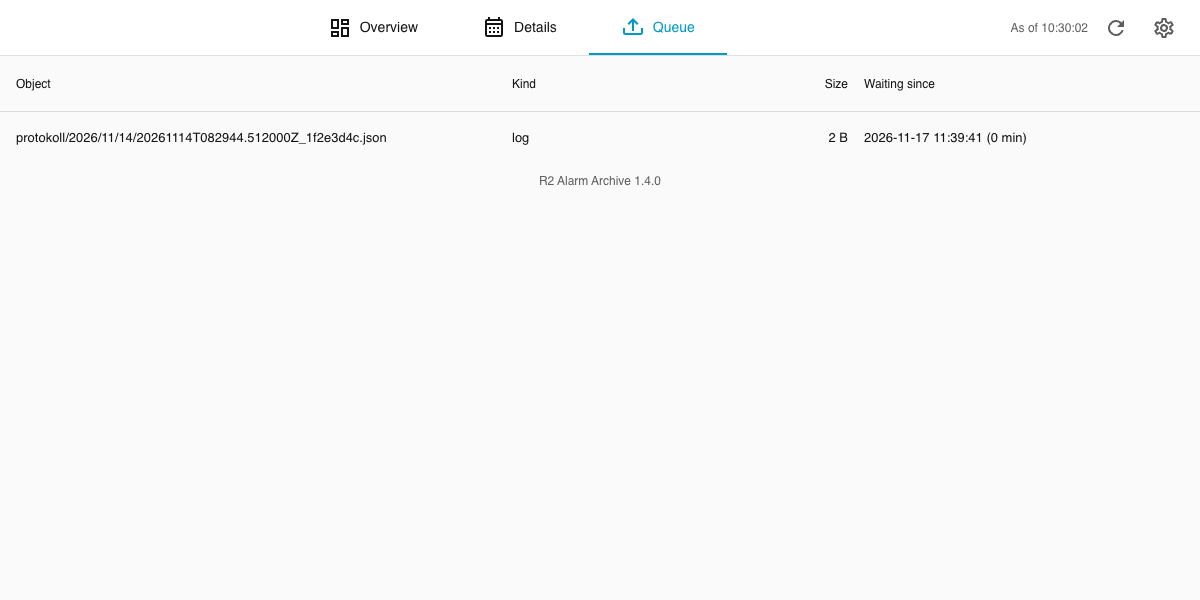 Overview Details Queue As of 10:30:02
Object Kind Size Waiting since
protokoll/2026/11/14/20261114T082944.512000Z_1f2e3d4c.json log 2 B 2026-11-17 11:39:41 (0 min)
R2 Alarm Archive 1.4.0